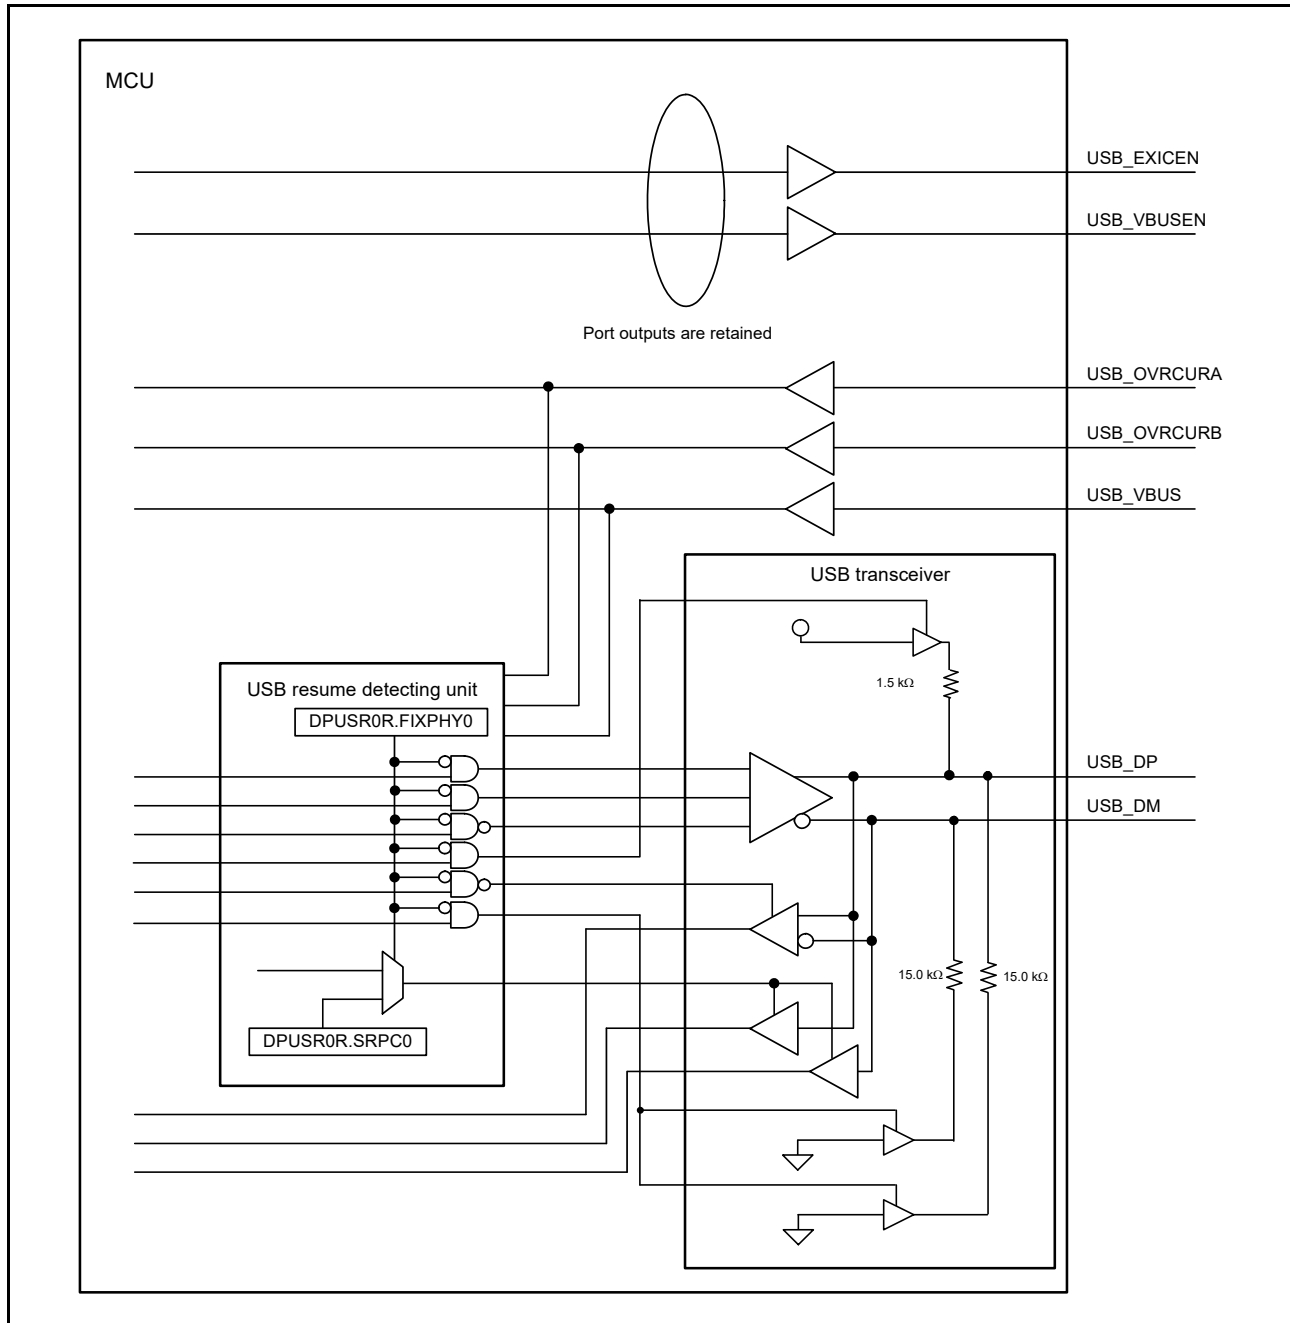 MCU
USB_EXICEN
USB_VBUSEN
Port outputs are retained
USB_OVRCURA
USB_OVRCURB
USB_VBUS
USB transceiver
1.5 kΩ
USB resume detecting unit
DPUSR0R.FIXPHY0
USB_DP
USB_DM
15.0 kΩ
15.0 kΩ
DPUSR0R.SRPC0